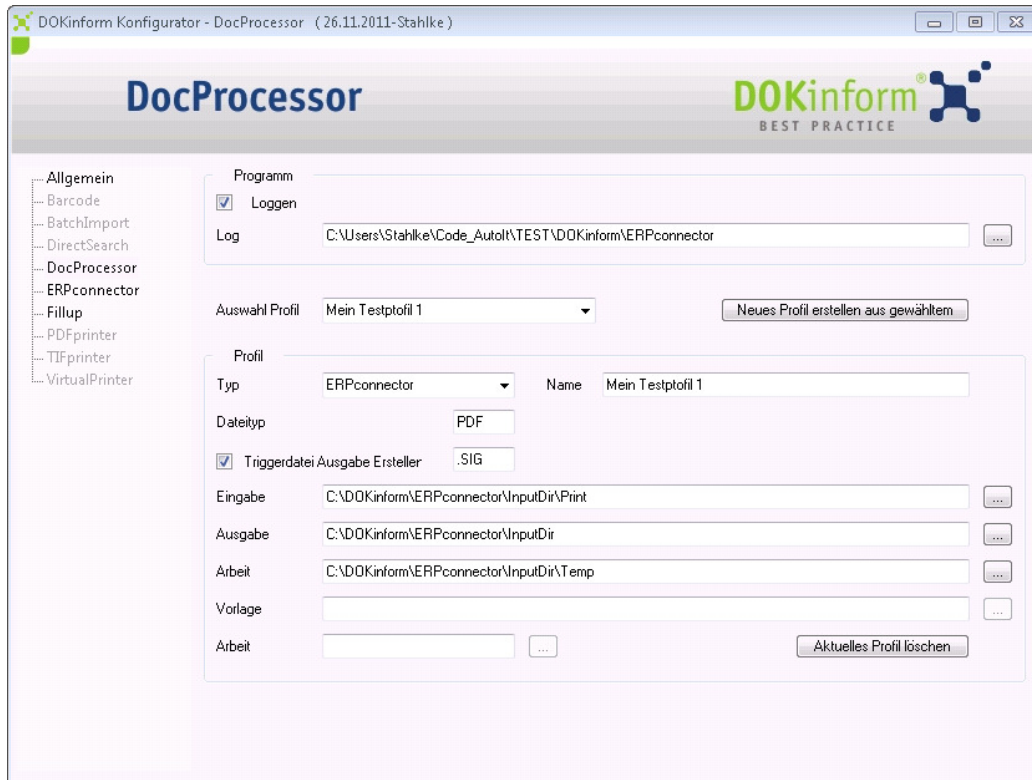 DOKinform Konfigurator - DocProcessor ( 26.11.2011-Stahlke )
DocProcessor
DOKinform®
BEST PRACTICE
Allgemein
Barcode
BatchImport
DirectSearch
DocProcessor
ERPconnector
Fillup
PDFprinter
TIFprinter
VirtualPrinter
Programm
Loggen
Log C:\Users\Stahlke\Code_AutoIt\TEST\DOKinform\ERPconnector ...
Auswahl Profil Mein Testptofil 1 Neues Profil erstellen aus gewähltem
Profil
Typ ERPconnector Name Mein Testptofil 1
Dateityp PDF
Triggerdatei Ausgabe Ersteller .SIG
Eingabe C:\DOKinform\ERPconnector\InputDir\Print ...
Ausgabe C:\DOKinform\ERPconnector\InputDir ...
Arbeit C:\DOKinform\ERPconnector\InputDir\Temp ...
Vorlage ...
Arbeit ... Aktuelles Profil löschen